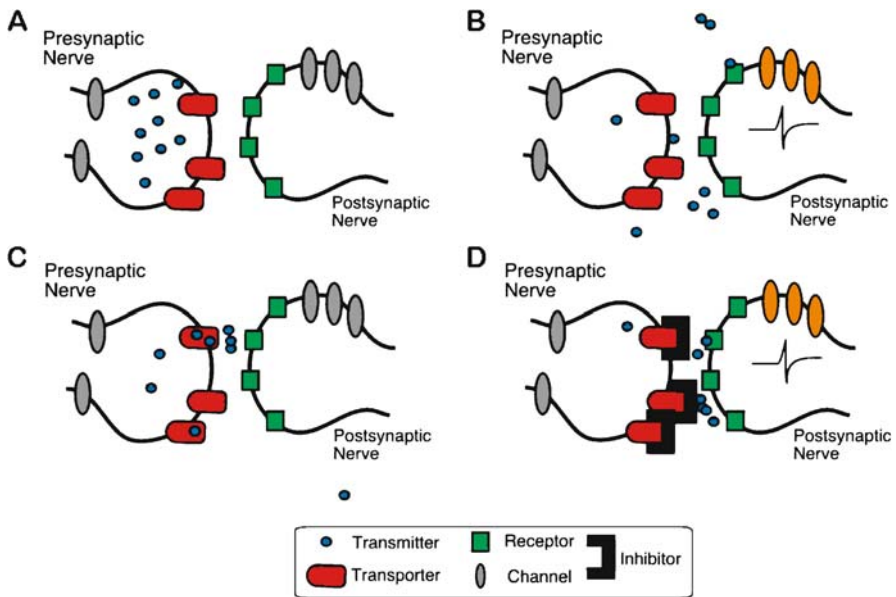 A
Presynaptic
Nerve
Postsynaptic
Nerve
B
Presynaptic
Nerve
Postsynaptic
Nerve
C
Presynaptic
Nerve
Postsynaptic
Nerve
D
Presynaptic
Nerve
Postsynaptic
Nerve
Transmitter
Receptor
Inhibitor
Transporter
Channel